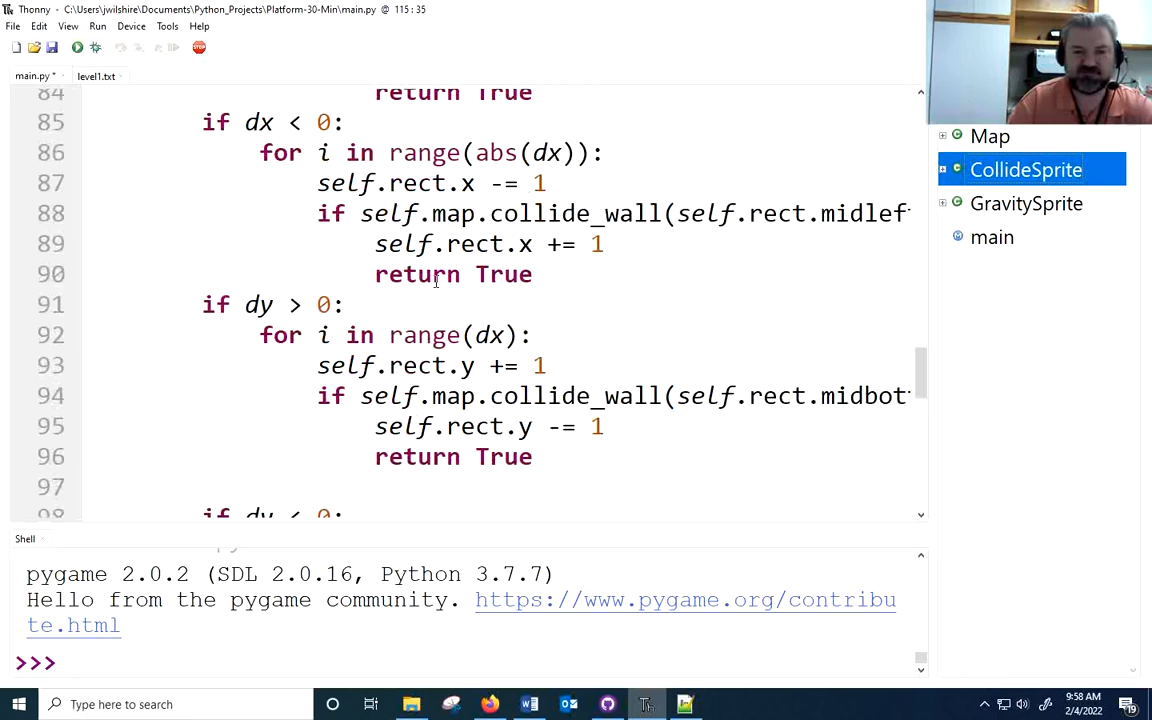 Thonny - C:\Users\jwilshire\Documents\Python_Projects\Platform-30-Min\main.py @ 115 : 35
File Edit View Run Device Tools Help
STOP
main.py * level1.txt
84 return True
85 if dx < 0:
86 for i in range(abs(dx)):
87 self.rect.x -= 1
88 if self.map.collide_wall(self.rect.midlef
89 self.rect.x += 1
90 return True
91 if dy > 0:
92 for i in range(dx):
93 self.rect.y += 1
94 if self.map.collide_wall(self.rect.midbot
95 self.rect.y -= 1
96 return True
97
98 if dy < 0:
Map
CollideSprite
GravitySprite
main
Shell
pygame 2.0.2 (SDL 2.0.16, Python 3.7.7)
Hello from the pygame community. https://www.pygame.org/contribu
te.html
>>>
Type here to search
9:58 AM
2/4/2022
19